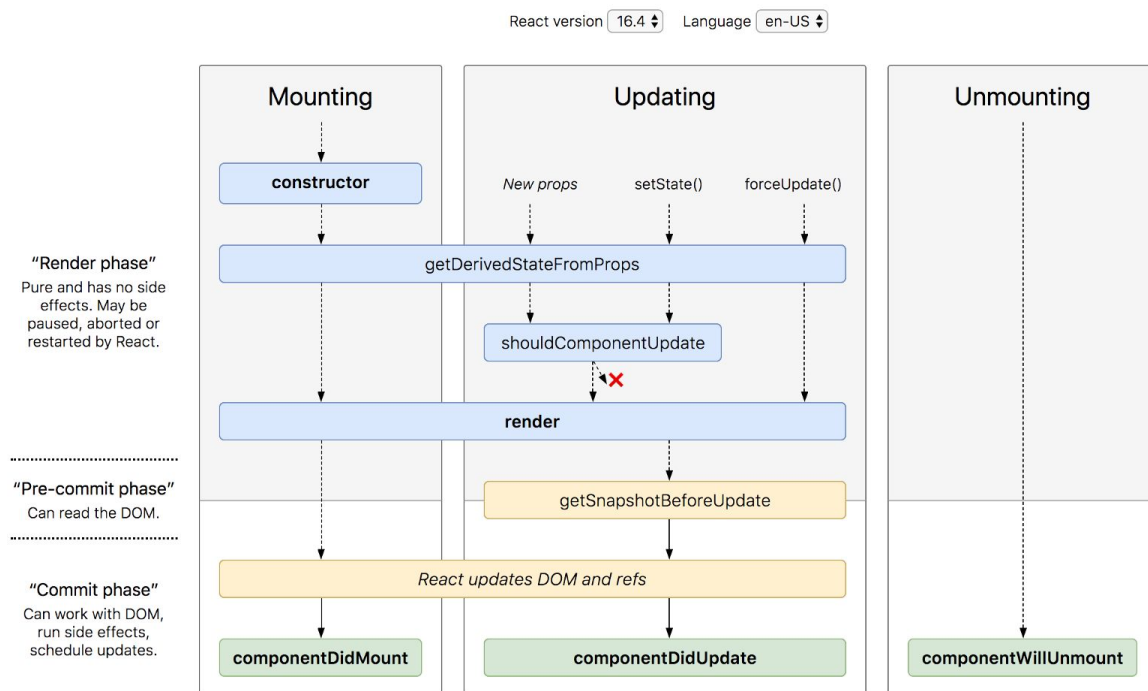 React version 16.4 Language en-US
Mounting
Updating
Unmounting
constructor
New props
setState()
forceUpdate()
“Render phase”
Pure and has no side
effects. May be
paused, aborted or
restarted by React.
getDerivedStateFromProps
shouldComponentUpdate
render
“Pre-commit phase”
Can read the DOM.
getSnapshotBeforeUpdate
“Commit phase”
Can work with DOM,
run side effects,
schedule updates.
React updates DOM and refs
componentDidMount
componentDidUpdate
componentWillUnmount